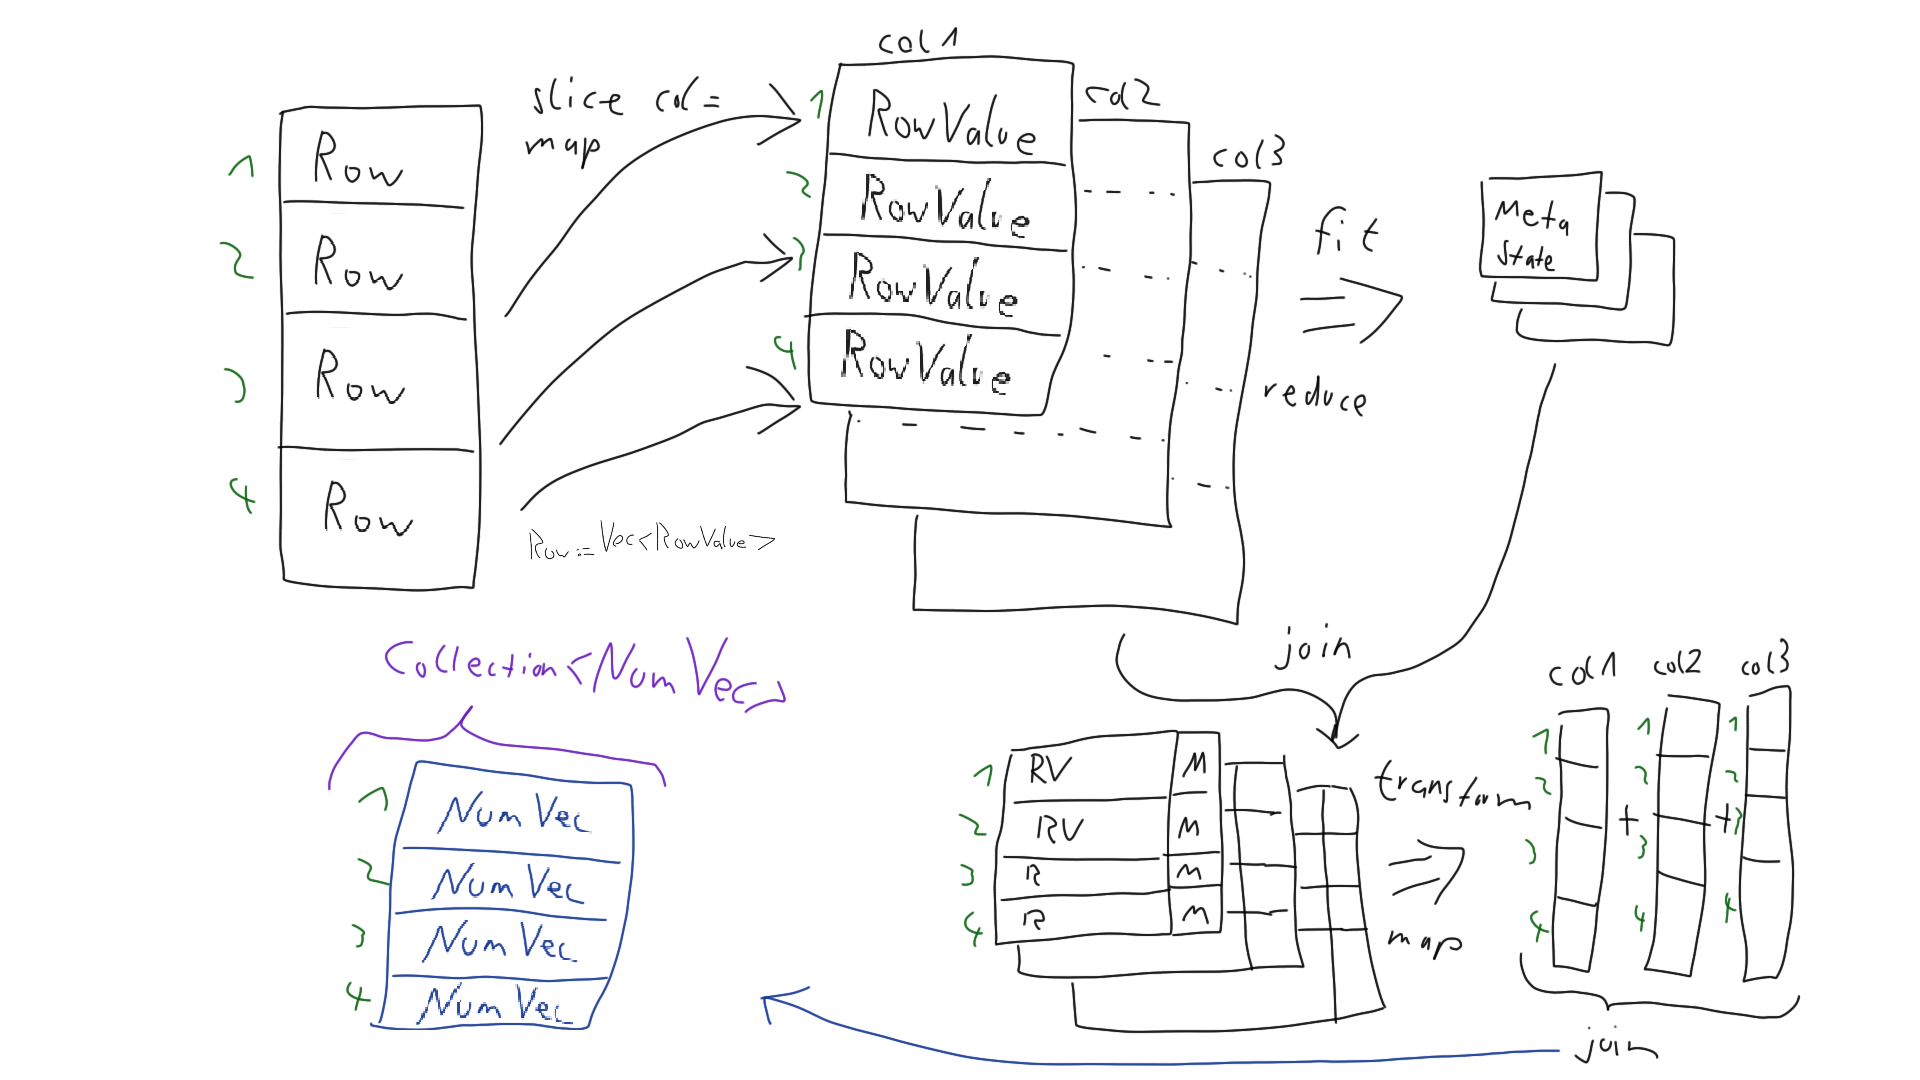 slice col =
map
1 Row
2 Row
3 Row
4 Row
Row := Vec<RowValue>
col1
col2
col3
1 RowValue
2 RowValue
3 RowValue
4 RowValue
fit
reduce
Meta
State
join
1 RV M
2 RV M
3 R M
4 R M
transform
map
col1
col2
col3
1 1 1
2 2 2
+ +
3 3 3
4 4 4
join
Collection<NumVec>
1 NumVec
2 NumVec
3 NumVec
4 NumVec